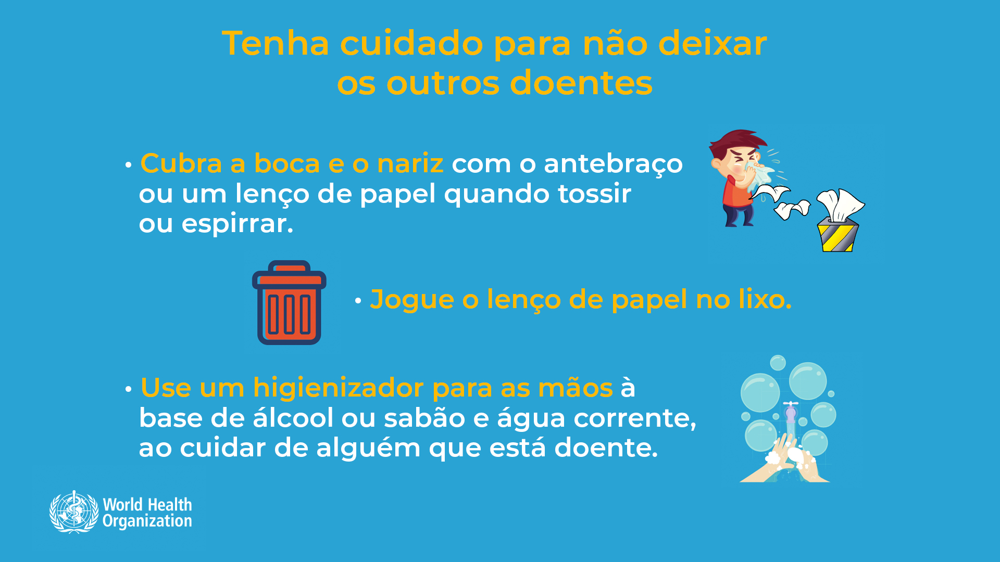 Tenha cuidado para não deixar
os outros doentes
• Cubra a boca e o nariz com o antebraço
ou um lenço de papel quando tossir
ou espirrar.
• Jogue o lenço de papel no lixo.
• Use um higienizador para as mãos à
base de álcool ou sabão e água corrente,
ao cuidar de alguém que está doente.
World Health
Organization